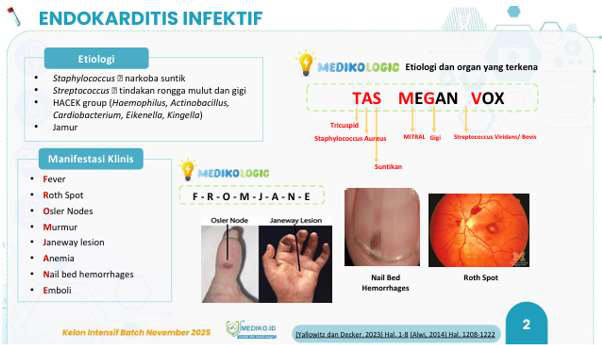 ENDOKARDITIS INFEKTIF
Etiologi
• Staphylococcus ⍰ narkoba suntik
• Streptococcus ⍰ tindakan rongga mulut dan gigi
• HACEK group (Haemophilus, Actinobacillus,
Cardiobacterium, Eikenella, Kingella)
• Jamur
MEDIKOLOGIC Etiologi dan organ yang terkena
TAS MEGAN VOX
Tricuspid
Staphylococcus Aureus
MITRAL
Gigi
Streptococcus Viridans/ Bovis
Suntikan
Manifestasi Klinis
• Fever
• Roth Spot
• Osler Nodes
• Murmur
• Janeway lesion
• Anemia
• Nail bed hemorrhages
• Emboli
MEDIKOLOGIC
F - R - O - M - J - A - N - E
Osler Node
Janeway Lesion
Nail Bed
Hemorrhages
Roth Spot
Kelon Intensif Batch November 2025
MEDIKO.ID
(Yallowitz dan Decker, 2023) Hal. 1-8 (Alwi, 2014) Hal. 1208-1222
2